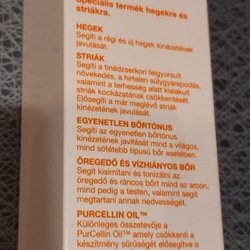 Speciális termék hegekre és
striákra.
HEGEK
Segíti a régi és új hegek kinézetének
javulását.
STRIÁK
Segít a tinédzserkori felgyorsult
növekedés, a hirtelen súlygyarapodás,
valamint a terhesség alatt kialakult
striák kockázatának csökkentését.
Elősegíti a már meglévő striák
kinézetének javulását.
EGYENETLEN BŐRTÓNUS
Segíti az egyenetlen bőrtónus
kinézetének javítását mind a világos,
mind sötétebb típusú bőr esetében.
ÖREGEDŐ ÉS VÍZHIÁNYOS BŐR
Segít kisimítani és tonizálni az
öregedő és ráncos bőrt mind az arcon,
mind pedig a testen, valamint segít
megtartani annak nedvességét.
PURCELLIN OIL™
Különleges összetevője a
PurCellin Oil™ amely csökkenti a
készítmény sűrűségét elősegítve a